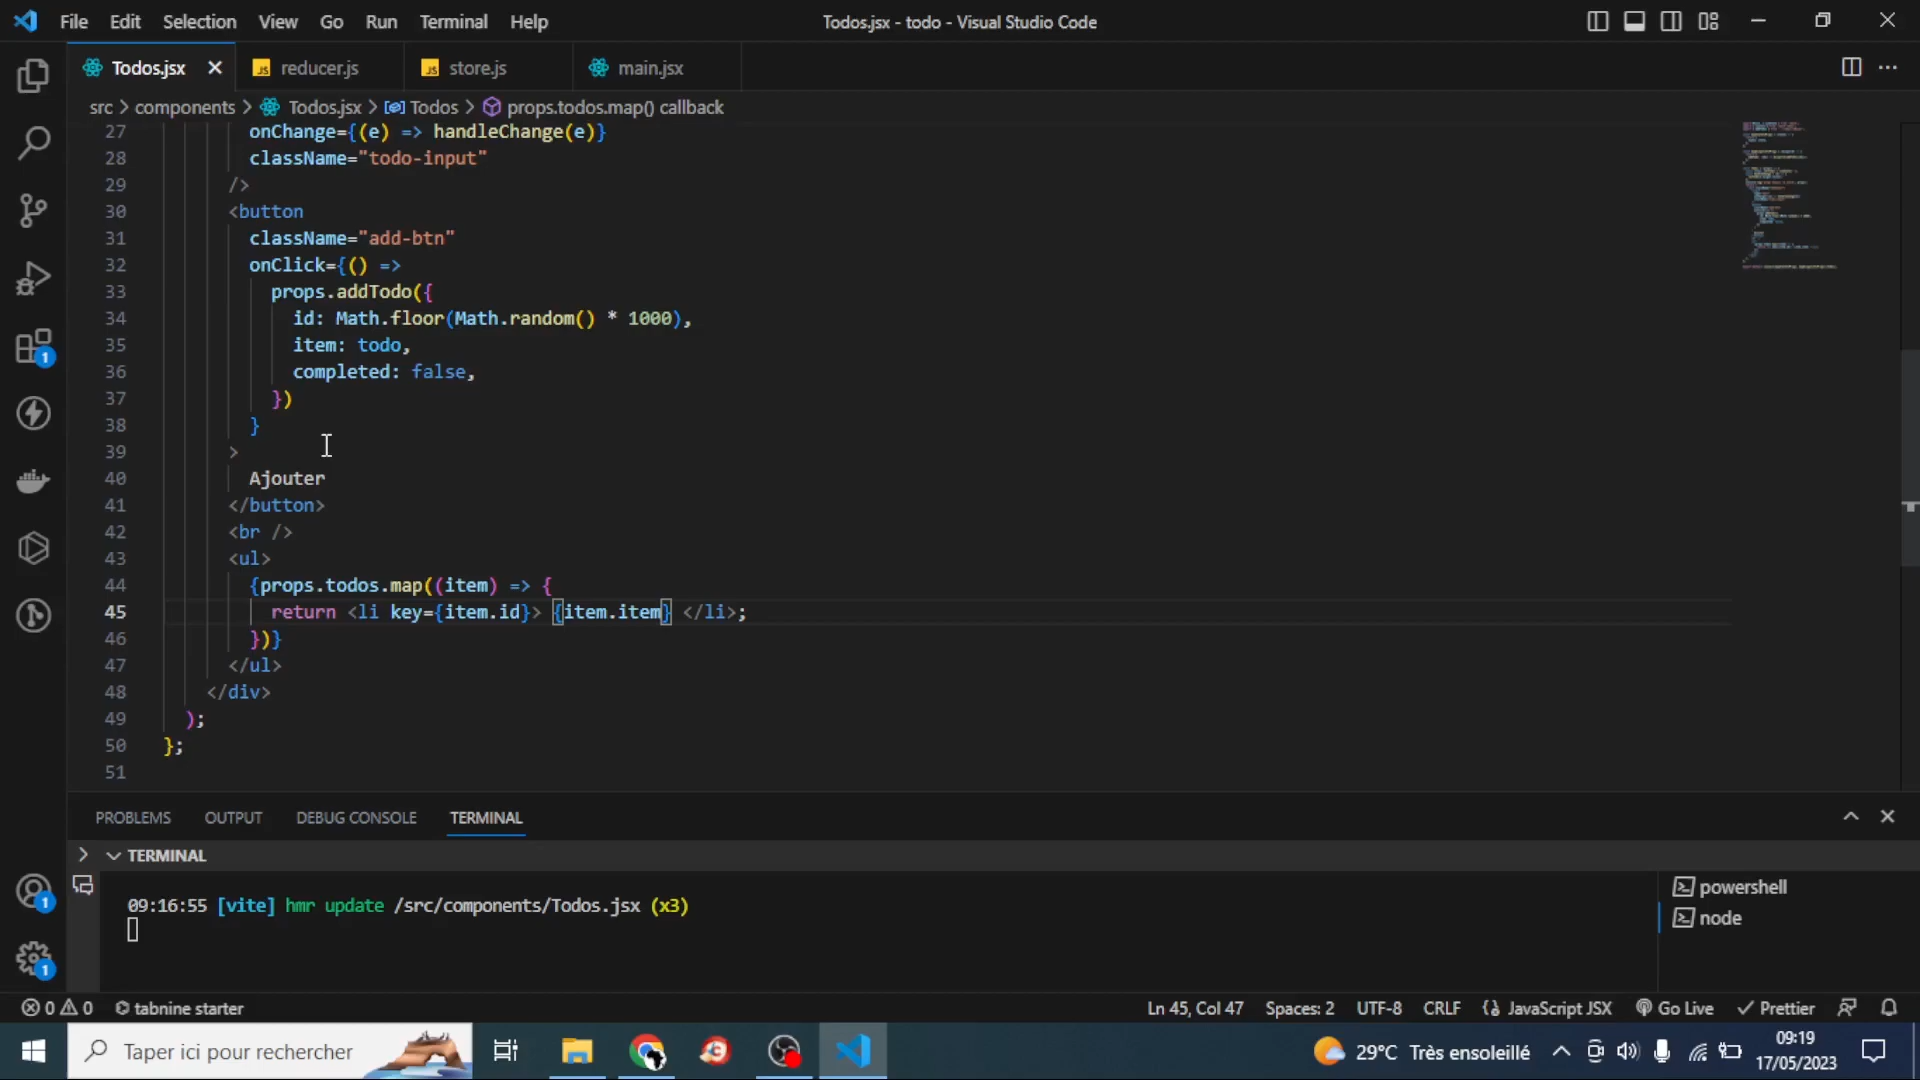 File Edit Selection View Go Run Terminal Help
Todos.jsx - todo - Visual Studio Code
Todos.jsx reducer.js store.js main.jsx
src > components > Todos.jsx > Todos > props.todos.map() callback
27 onChange={(e) => handleChange(e)}
28 className="todo-input"
29 />
30 <button
31 className="add-btn"
32 onClick={() =>
33 props.addTodo({
34 id: Math.floor(Math.random() * 1000),
35 item: todo,
36 completed: false,
37 })
38 }
39 >
40 Ajouter
41 </button>
42 <br />
43 <ul>
44 {props.todos.map((item) => {
45 return <li key={item.id}> {item.item} </li>;
46 })}
47 </ul>
48 </div>
49 );
50 };
51
PROBLEMS OUTPUT DEBUG CONSOLE TERMINAL
TERMINAL
09:16:55 [vite] hmr update /src/components/Todos.jsx (x3)
powershell
node
1
1
1
0 0 tabnine starter Ln 45, Col 47 Spaces: 2 UTF-8 CRLF JavaScript JSX Go Live Prettier
Taper ici pour rechercher
29°C Très ensoleillé
09:19
17/05/2023